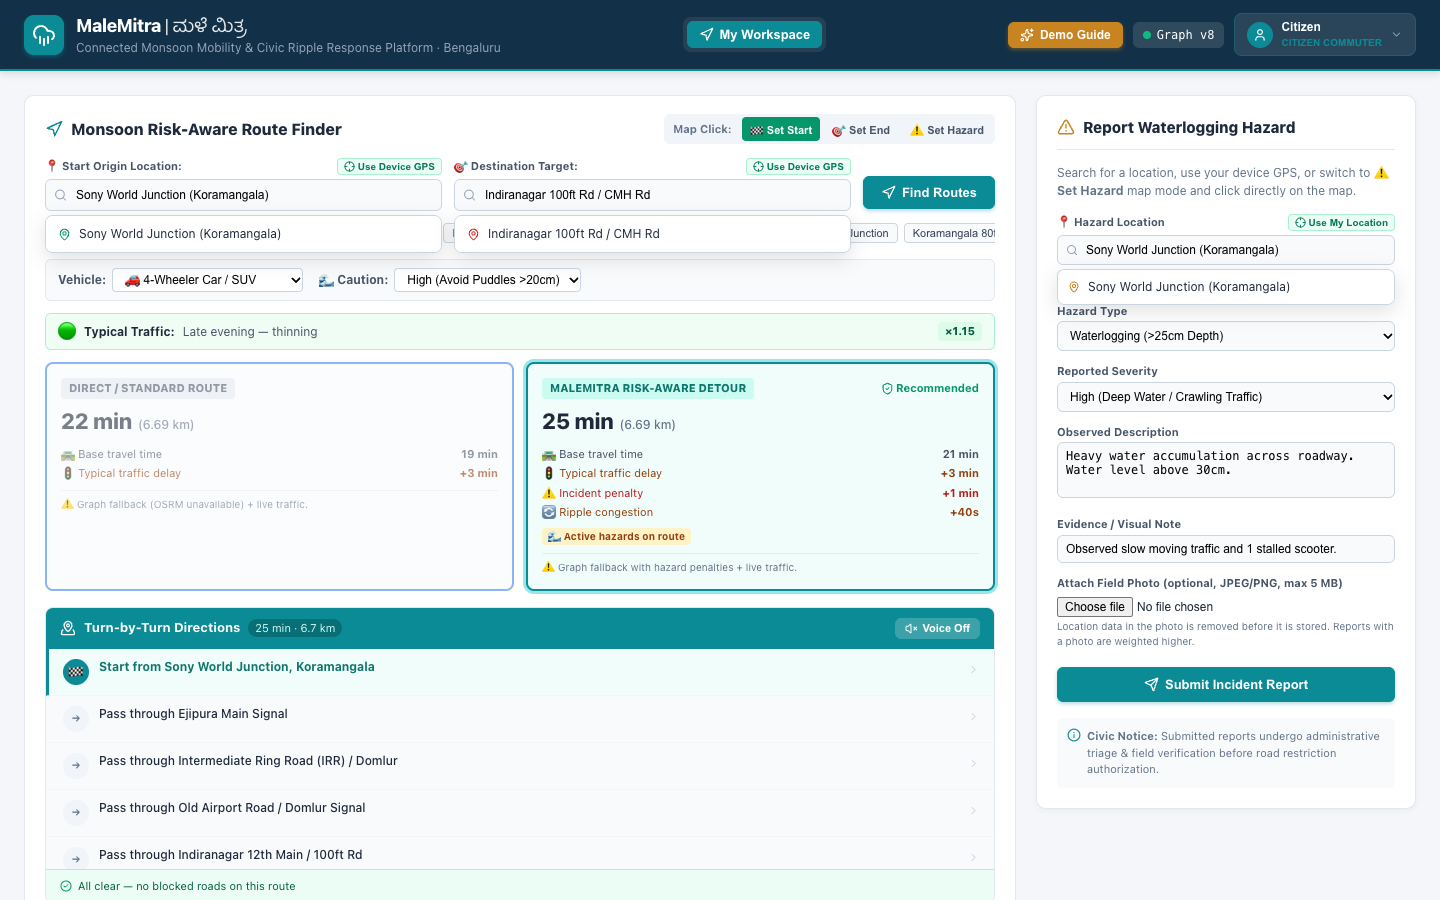 MaleMitra | ಮಳೆ ಮಿತ್ರ
Connected Monsoon Mobility & Civic Ripple Response Platform · Bengaluru
My Workspace
Demo Guide
Graph v8
Citizen
CITIZEN COMMUTER
Monsoon Risk-Aware Route Finder
Map Click:
Set Start
Set End
Set Hazard
Start Origin Location:
Use Device GPS
Destination Target:
Use Device GPS
Sony World Junction (Koramangala)
Indiranagar 100ft Rd / CMH Rd
Find Routes
Sony World Junction (Koramangala)
Indiranagar 100ft Rd / CMH Rd
Junction
Koramangala 80f
Vehicle:
4-Wheeler Car / SUV
Caution:
High (Avoid Puddles >20cm)
Typical Traffic: Late evening — thinning
×1.15
DIRECT / STANDARD ROUTE
22 min (6.69 km)
Base travel time 19 min
Typical traffic delay +3 min
Graph fallback (OSRM unavailable) + live traffic.
MALEMITRA RISK-AWARE DETOUR
Recommended
25 min (6.69 km)
Base travel time 21 min
Typical traffic delay +3 min
Incident penalty +1 min
Ripple congestion +40s
Active hazards on route
Graph fallback with hazard penalties + live traffic.
Turn-by-Turn Directions
25 min · 6.7 km
Voice Off
Start from Sony World Junction, Koramangala
Pass through Ejipura Main Signal
Pass through Intermediate Ring Road (IRR) / Domlur
Pass through Old Airport Road / Domlur Signal
Pass through Indiranagar 12th Main / 100ft Rd
All clear — no blocked roads on this route
Report Waterlogging Hazard
Search for a location, use your device GPS, or switch to
Set Hazard map mode and click directly on the map.
Hazard Location
Use My Location
Sony World Junction (Koramangala)
Sony World Junction (Koramangala)
Hazard Type
Waterlogging (>25cm Depth)
Reported Severity
High (Deep Water / Crawling Traffic)
Observed Description
Heavy water accumulation across roadway.
Water level above 30cm.
Evidence / Visual Note
Observed slow moving traffic and 1 stalled scooter.
Attach Field Photo (optional, JPEG/PNG, max 5 MB)
Choose file No file chosen
Location data in the photo is removed before it is stored. Reports with
a photo are weighted higher.
Submit Incident Report
Civic Notice: Submitted reports undergo administrative
triage & field verification before road restriction
authorization.